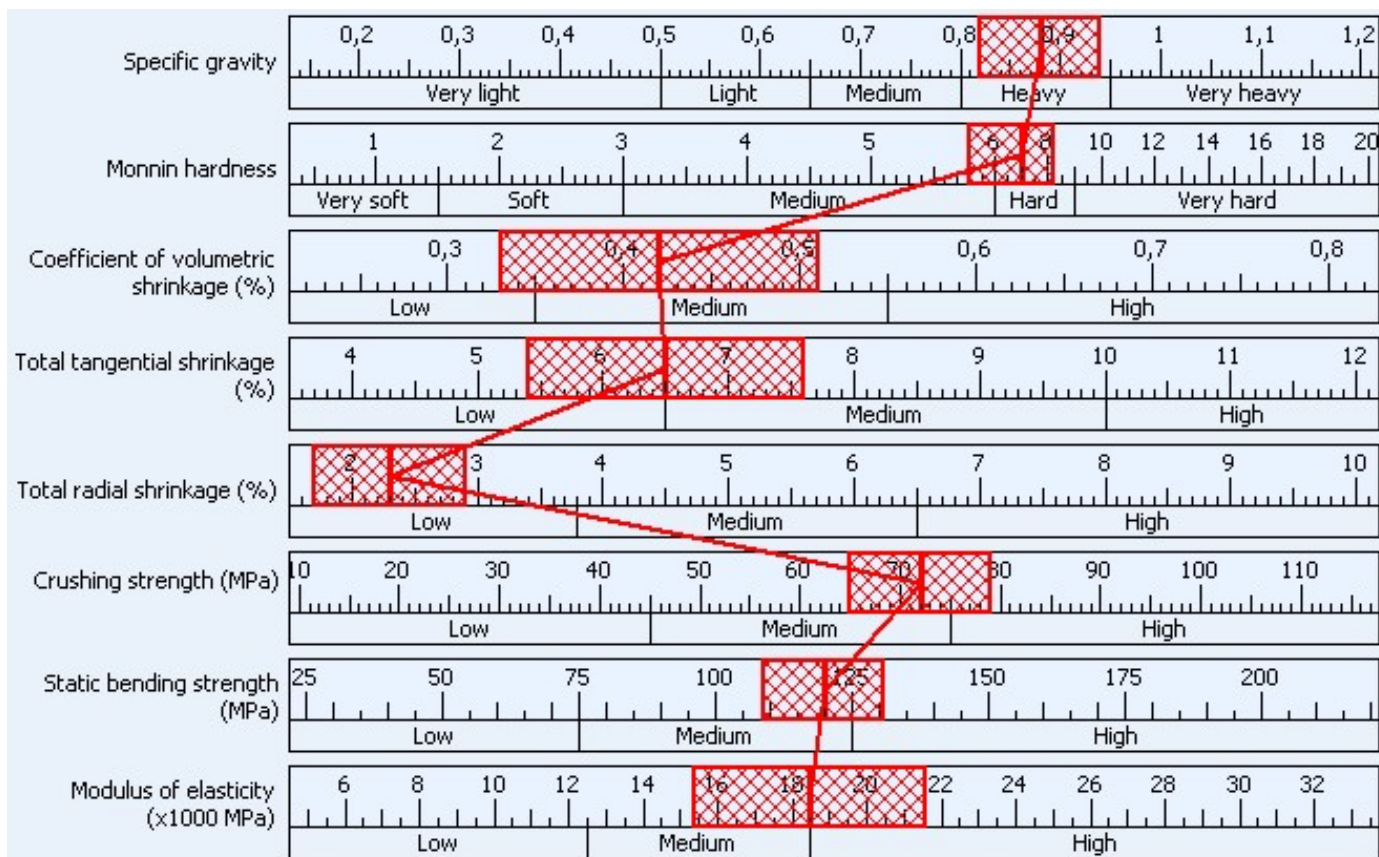 0,2 0,3 0,4 0,5 0,6 0,7 0,8 0,9 1 1,1 1,2
Specific gravity
Very light Light Medium Heavy Very heavy
1 2 3 4 5 6 8 10 12 14 16 18 20
Monnin hardness
Very soft Soft Medium Hard Very hard
0,3 0,4 0,5 0,6 0,7 0,8
Coefficient of volumetric
shrinkage (%)
Low Medium High
4 5 6 7 8 9 10 11 12
Total tangential shrinkage
(%)
Low Medium High
2 3 4 5 6 7 8 9 10
Total radial shrinkage (%)
Low Medium High
10 20 30 40 50 60 70 80 90 100 110
Crushing strength (MPa)
Low Medium High
25 50 75 100 125 150 175 200
Static bending strength
(MPa)
Low Medium High
6 8 10 12 14 16 18 20 22 24 26 28 30 32
Modulus of elasticity
(x1000 MPa)
Low Medium High